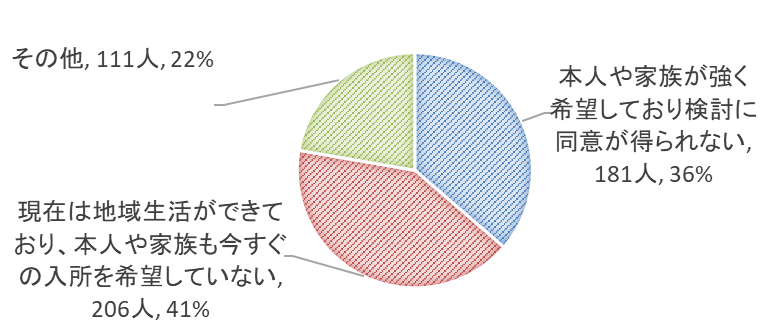 その他, 111人, 22%
本人や家族が強く
希望しており検討に
同意が得られない,
181人, 36%
現在は地域生活ができて
おり、本人や家族も今すぐ
の入所を希望していない,
206人, 41%